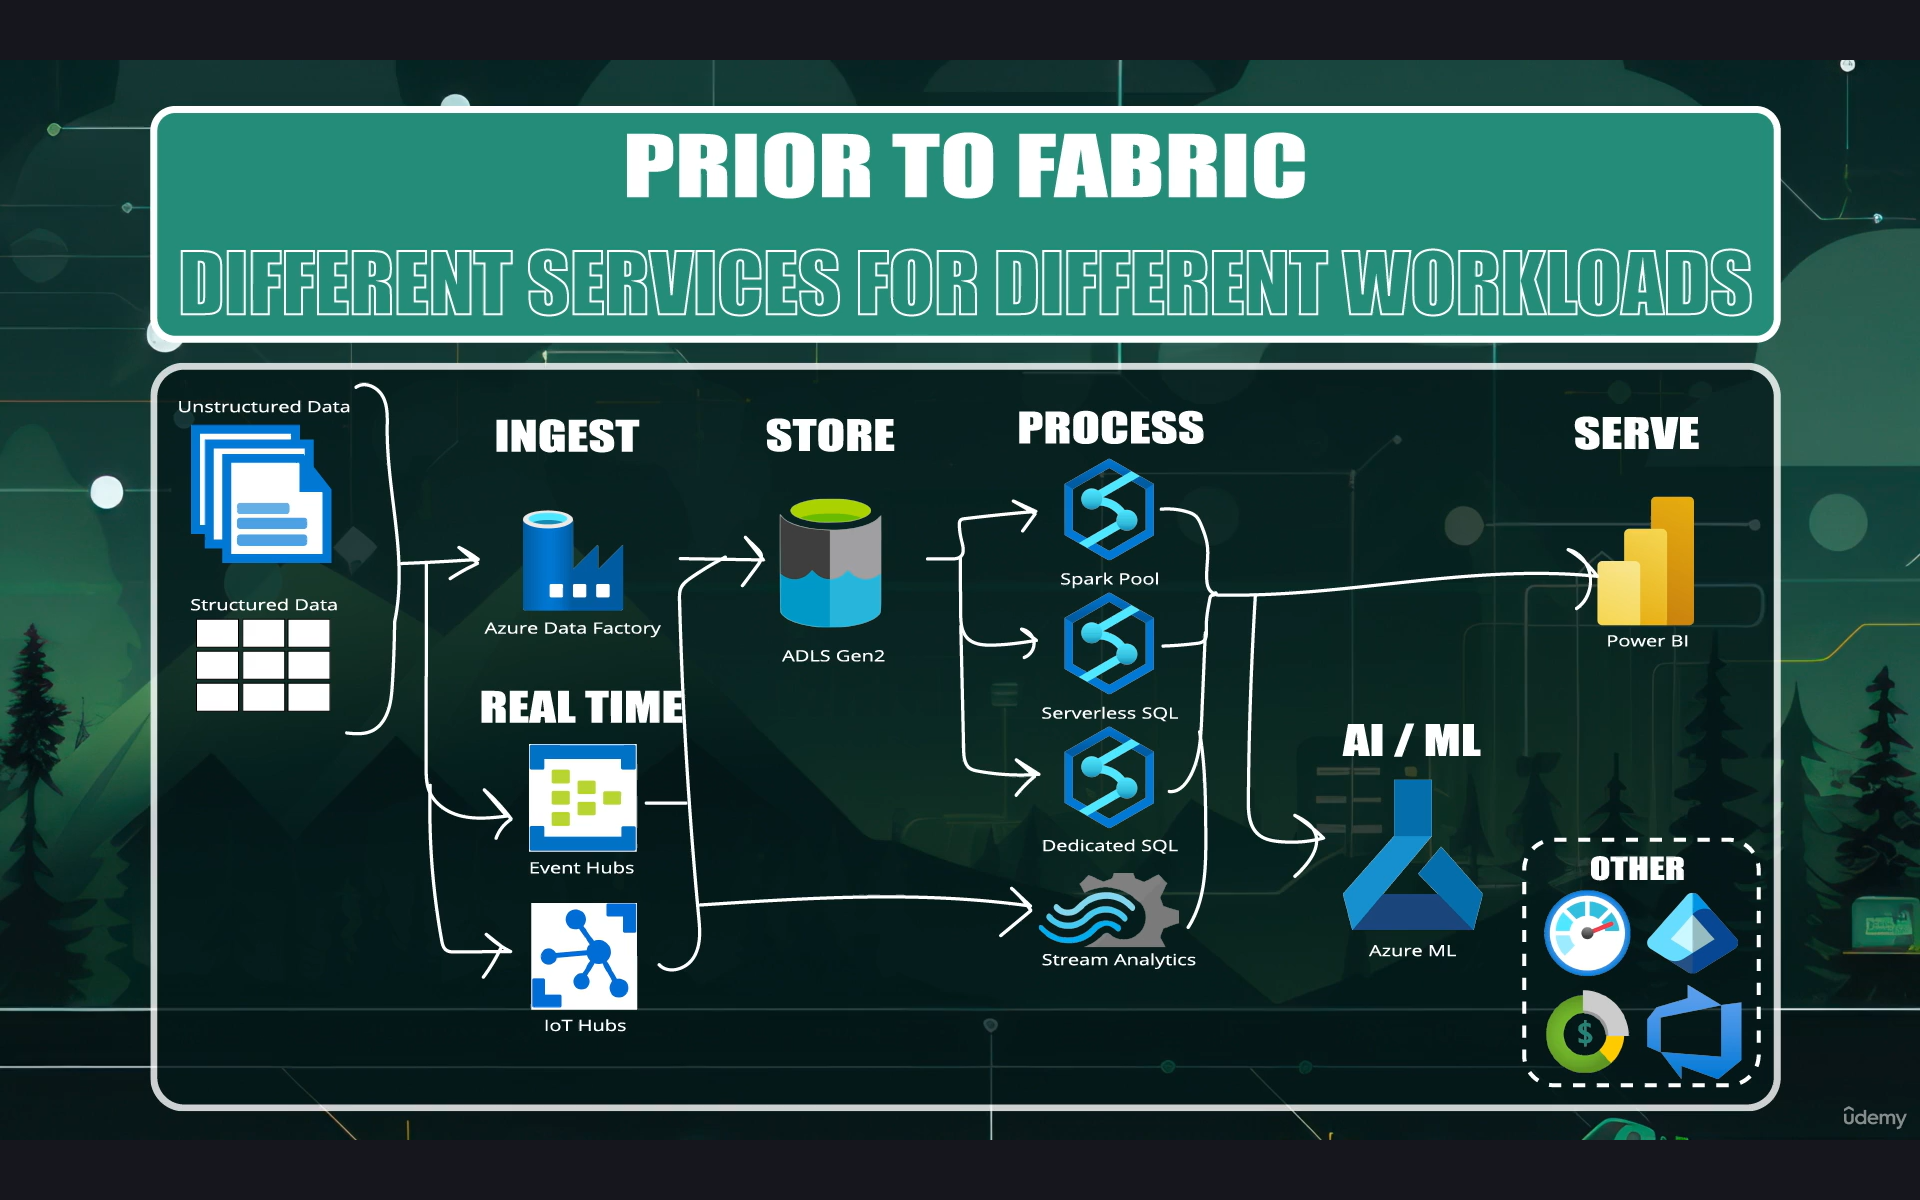 PRIOR TO FABRIC
DIFFERENT SERVICES FOR DIFFERENT WORKLOADS
Unstructured Data
Structured Data
INGEST
Azure Data Factory
REAL TIME
Event Hubs
IoT Hubs
STORE
ADLS Gen2
PROCESS
Spark Pool
Serverless SQL
Dedicated SQL
Stream Analytics
AI / ML
Azure ML
SERVE
Power BI
OTHER
$
udemy